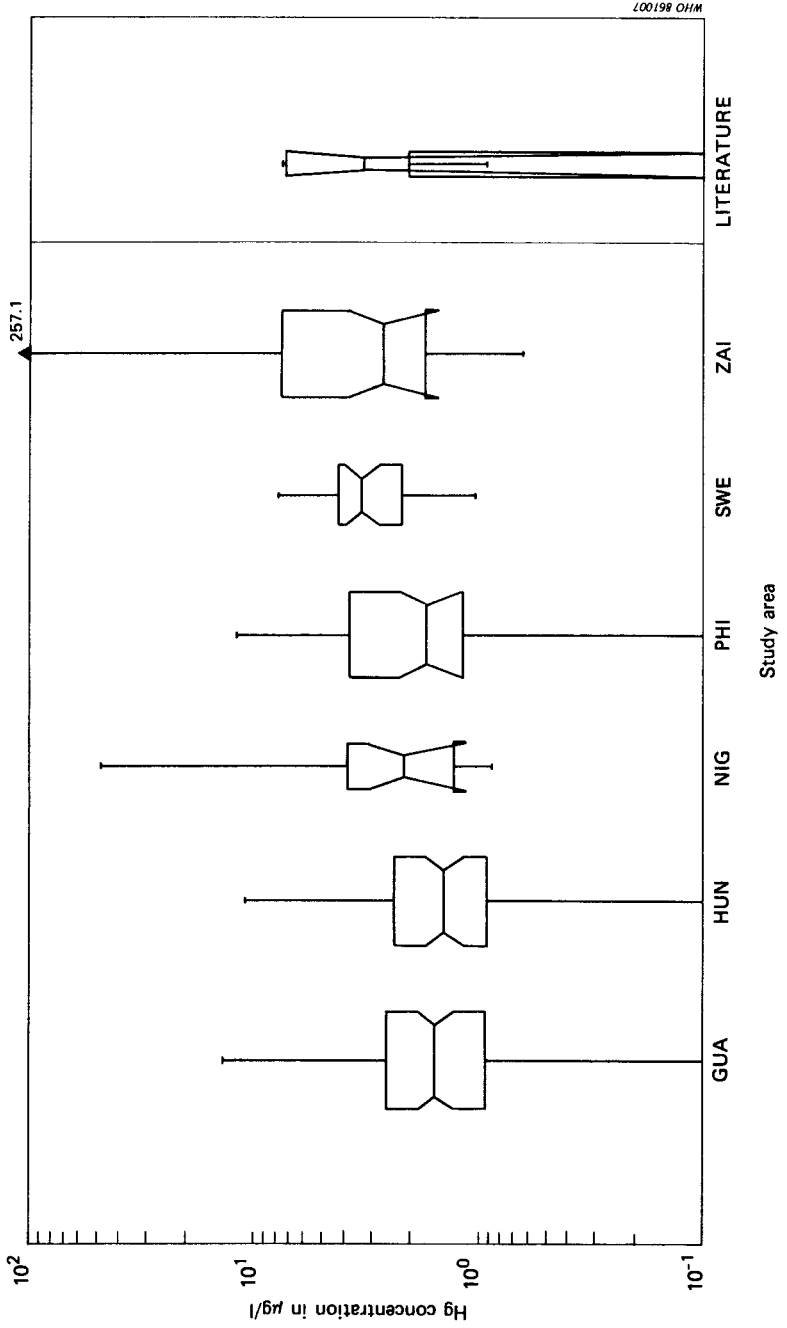 WHO 861007
Hg concentration in µg/l
10²
10¹
10⁰
10⁻¹
257.1
GUA
HUN
NIG
PHI
SWE
ZAI
LITERATURE
Study area